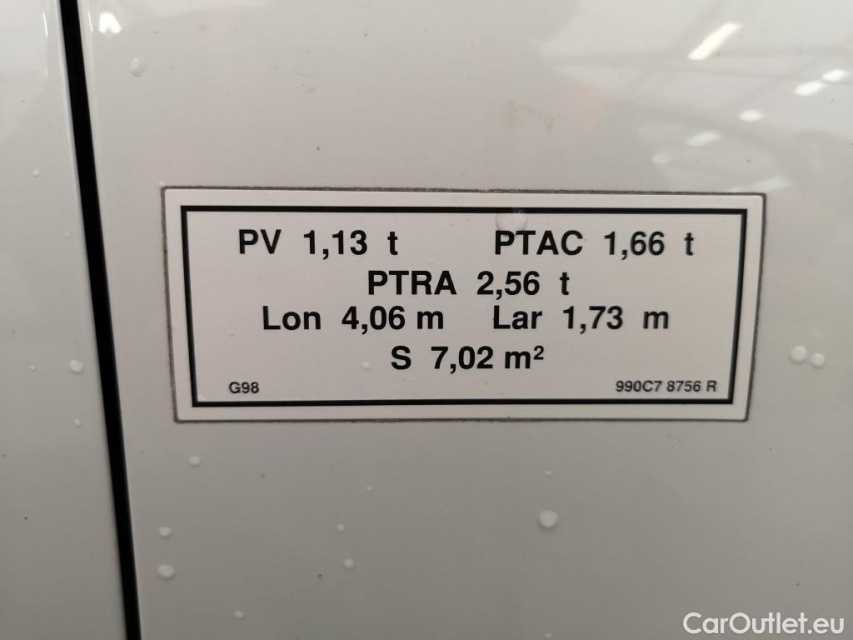 PV 1,13 t PTAC 1,66 t
PTRA 2,56 t
Lon 4,06 m Lar 1,73 m
S 7,02 m²
G98 990C7 8756 R
CarOutlet.eu